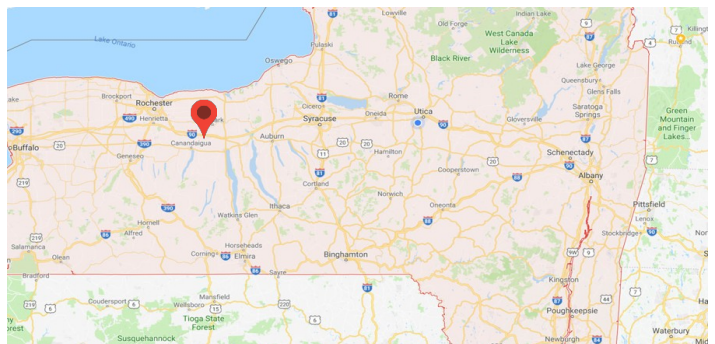 Lake Ontario
Lowville
Old Forge
Indian Lake
Pulaski
West Canada
Lake
Wilderness
Killing
Rutland
Oswego
Black River
Lake George
Queensbury
Glens Falls
Brockport
Rochester
Henrietta
Rome
Utica
Gloversville
Saratoga
Springs
Green
Mountain
and Finger
Lakes...
Cicero
Syracuse
Oneida
Buffalo
Geneseo
Canandaigua
Auburn
Hamilton
Cooperstown
Schenectady
Albany
Cortland
Norwich
Oneonta
Pittsfield
Lenox
Stockbridge
Ithaca
Watkins Glen
Hornell
Alfred
Salamanca
Olean
Corning
Horseheads
Elmira
Binghamton
Sayre
Bradford
Kingston
Coudersport
Mansfield
Wellsboro
Tioga State
Forest
Susquehannock
Poughkeepsie
Newburgh
Waterbury